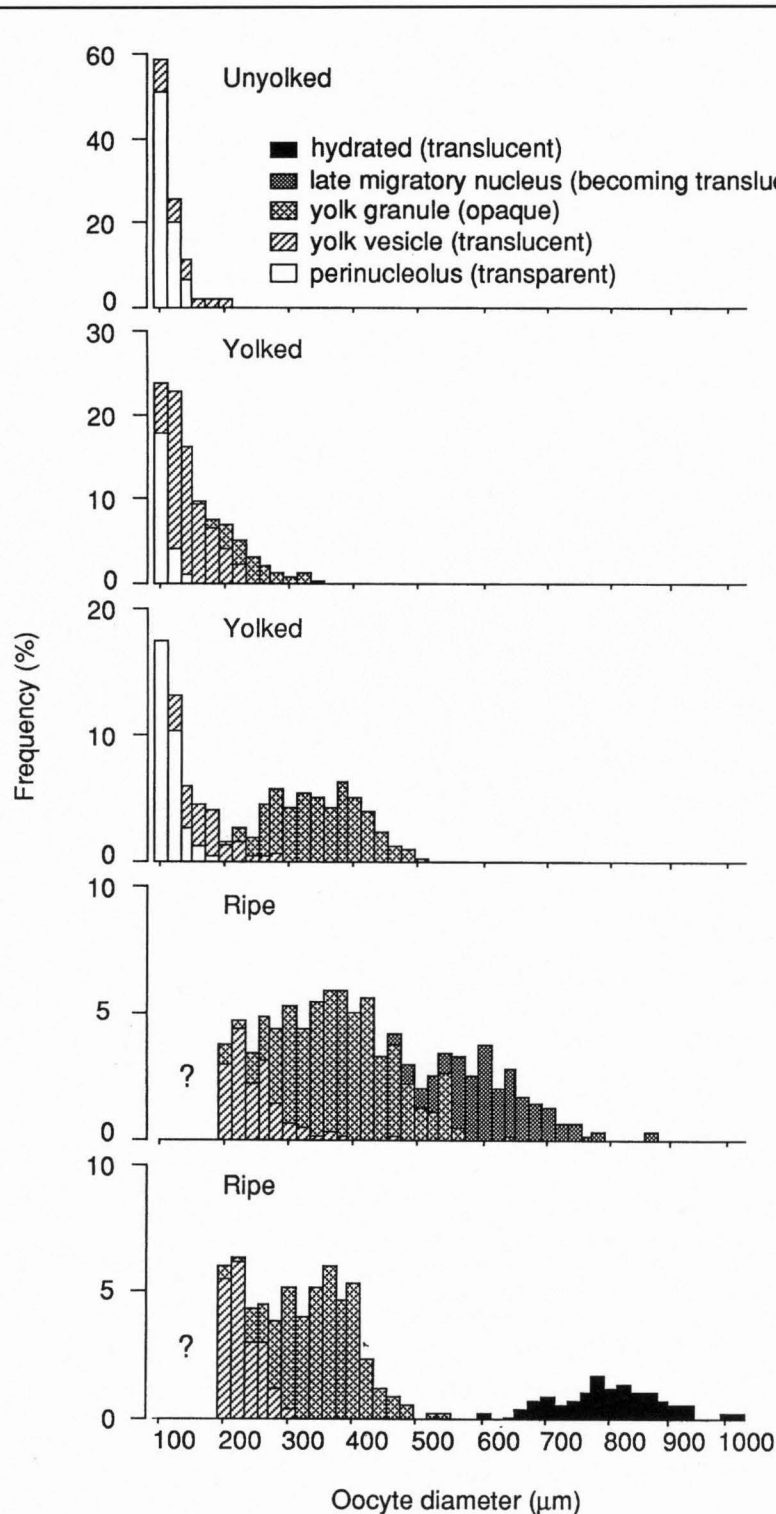 60
Unyolked
hydrated (translucent)
late migratory nucleus (becoming translu
40
yolk granule (opaque)
yolk vesicle (translucent)
20
perinucleolus (transparent)
0
30
Yolked
20
10
0
20
Yolked
10
0
Frequency (%)
10
Ripe
5
?
0
10
Ripe
5
?
0
100 200 300 400 500 600 700 800 900 1000
Oocyte diameter (µm)